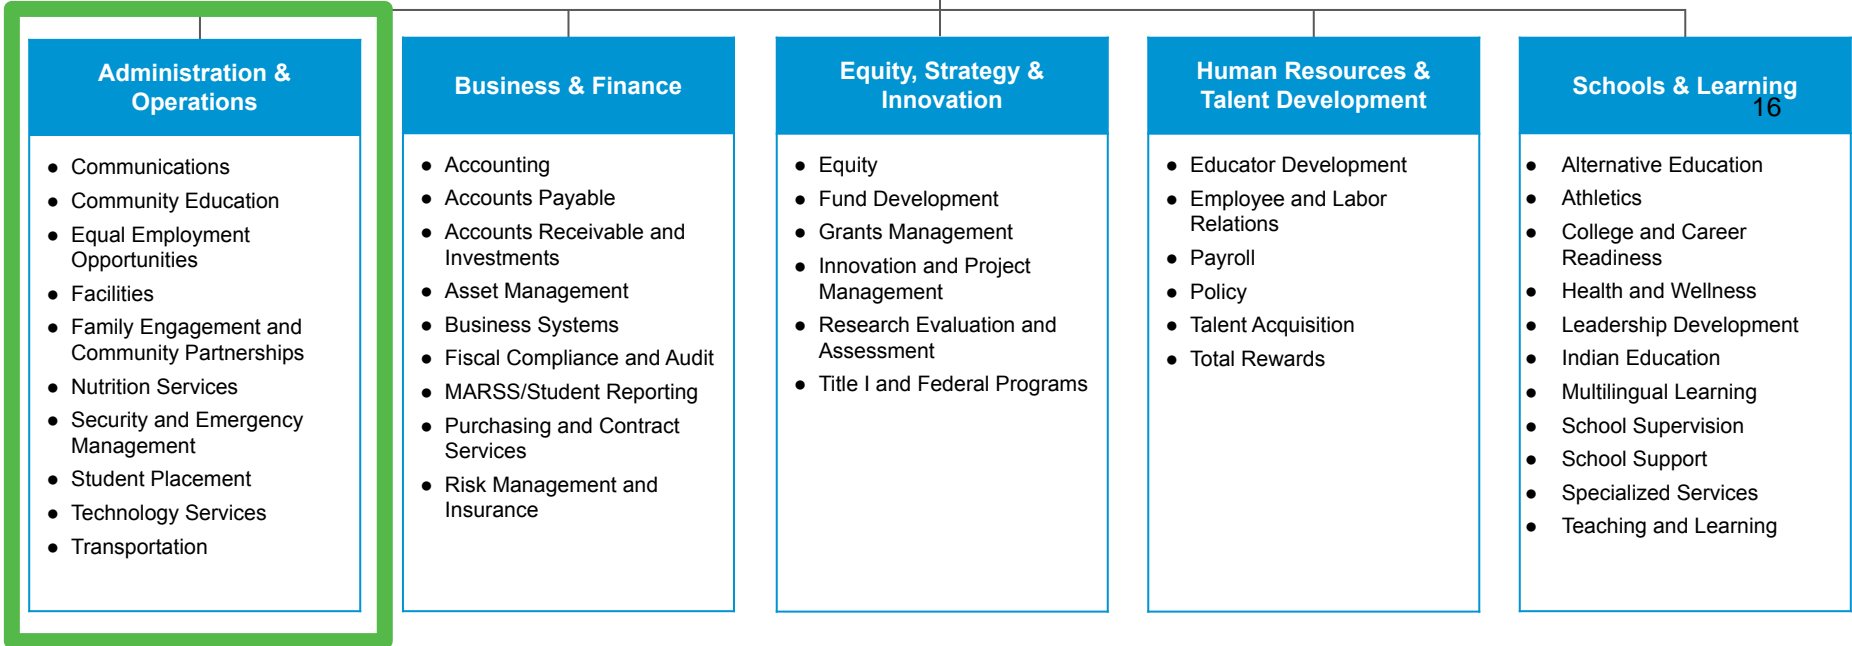 Administration &
Operations
● Communications
● Community Education
● Equal Employment
Opportunities
● Facilities
● Family Engagement and
Community Partnerships
● Nutrition Services
● Security and Emergency
Management
● Student Placement
● Technology Services
● Transportation
Business & Finance
● Accounting
● Accounts Payable
● Accounts Receivable and
Investments
● Asset Management
● Business Systems
● Fiscal Compliance and Audit
● MARSS/Student Reporting
● Purchasing and Contract
Services
● Risk Management and
Insurance
Equity, Strategy &
Innovation
● Equity
● Fund Development
● Grants Management
● Innovation and Project
Management
● Research Evaluation and
Assessment
● Title I and Federal Programs
Human Resources &
Talent Development
● Educator Development
● Employee and Labor
Relations
● Payroll
● Policy
● Talent Acquisition
● Total Rewards
Schools & Learning
16
● Alternative Education
● Athletics
● College and Career
Readiness
● Health and Wellness
● Leadership Development
● Indian Education
● Multilingual Learning
● School Supervision
● School Support
● Specialized Services
● Teaching and Learning